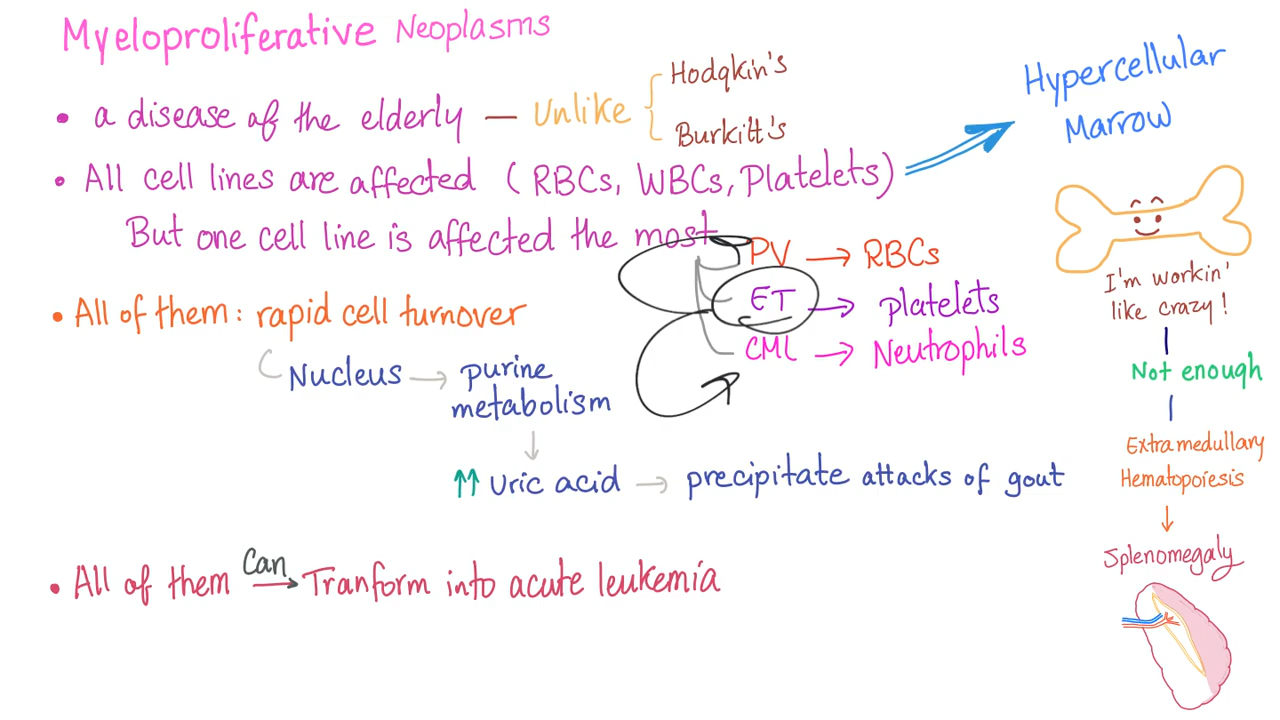 Myeloproliferative Neoplasms
• a disease of the elderly — Unlike
Hodgkin's
Burkitt's
• All cell lines are affected (RBCs, WBCs, Platelets)
But one cell line is affected the most
PV → RBCs
ET → Platelets
CML → Neutrophils
• All of them: rapid cell turnover
Nucleus → purine
metabolism
↓
↑↑ Uric acid → precipitate attacks of gout
• All of them Can → Tranform into acute leukemia
Hypercellular
Marrow
I'm workin'
like crazy!
Not enough
Extramedullary
Hematopoiesis
↓
Splenomegaly